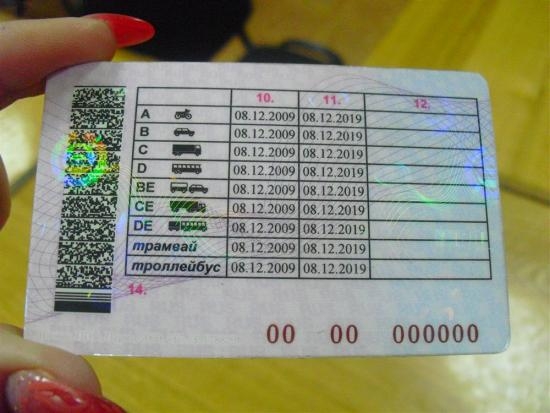 10. 11. 12.
A 08.12.2009 08.12.2019
B 08.12.2009 08.12.2019
C 08.12.2009 08.12.2019
D 08.12.2009 08.12.2019
BE 08.12.2009 08.12.2019
CE 08.12.2009 08.12.2019
DE 08.12.2009 08.12.2019
трамвай 08.12.2009 08.12.2019
троллейбус 08.12.2009 08.12.2019
14.
00 00 000000